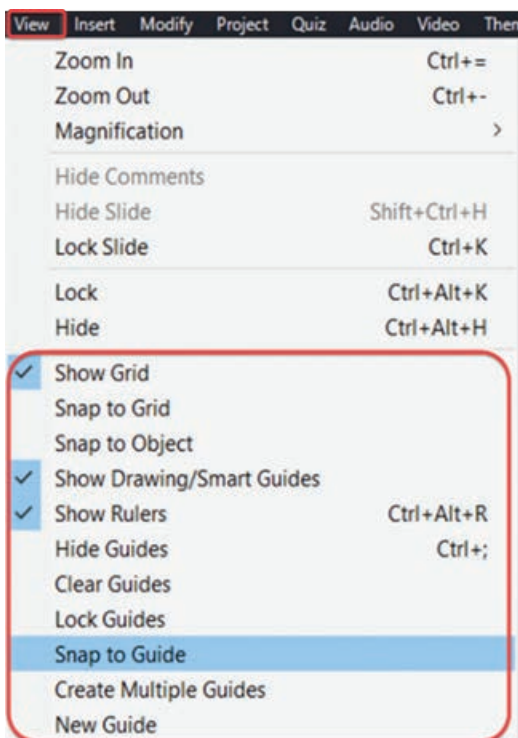 View Insert Modify Project Quiz Audio Video Them
Zoom In Ctrl+=
Zoom Out Ctrl+-
Magnification >
Hide Comments
Hide Slide Shift+Ctrl+H
Lock Slide Ctrl+K
Lock Ctrl+Alt+K
Hide Ctrl+Alt+H
Show Grid
Snap to Grid
Snap to Object
Show Drawing/Smart Guides
Show Rulers Ctrl+Alt+R
Hide Guides Ctrl+;
Clear Guides
Lock Guides
Snap to Guide
Create Multiple Guides
New Guide